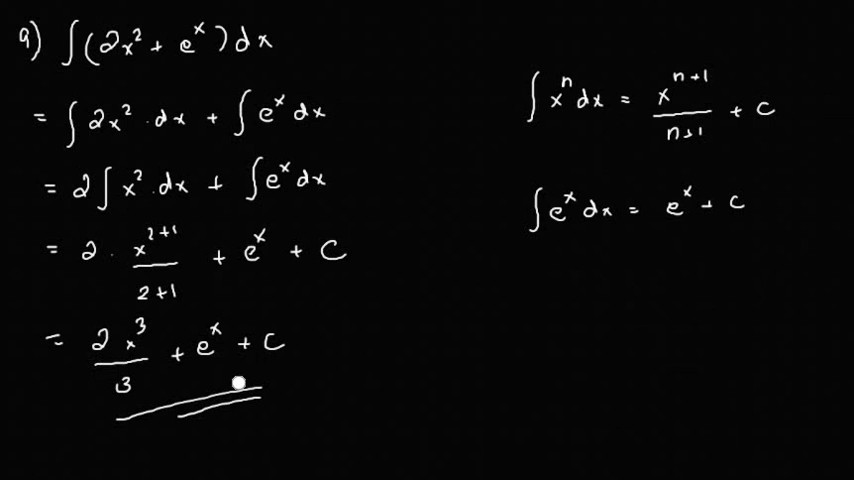 a) ∫(2x² + eˣ) dx
= ∫ 2x² · dx + ∫ eˣ dx
= 2 ∫ x² · dx + ∫ eˣ dx
= 2 · x²⁺¹/2+1 + eˣ + C
= 2x³/3 + eˣ + C
∫ xⁿ dx = xⁿ⁺¹/n+1 + C
∫ eˣ dx = eˣ + C